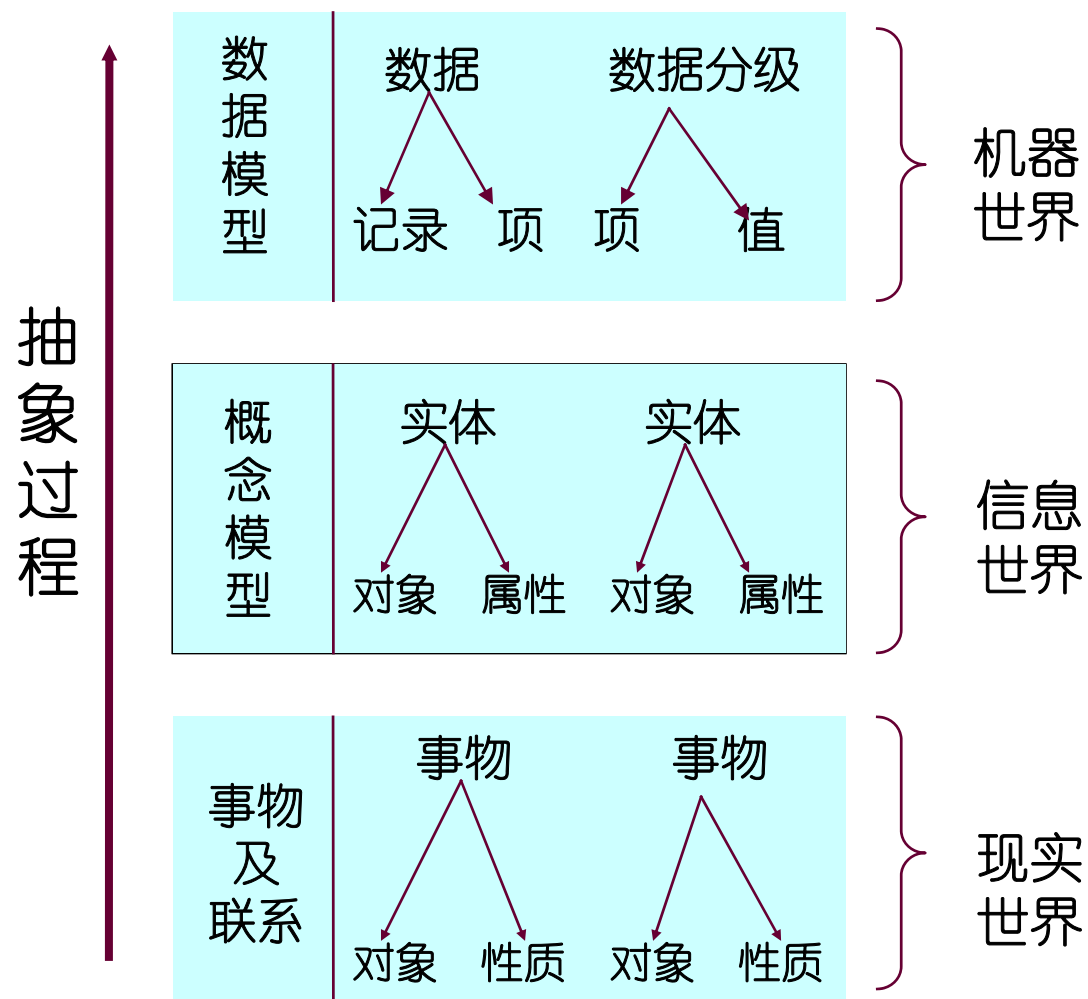 抽象过程
数据模型
数据 数据分级
记录 项 项 值
机器世界
概念模型
实体 实体
对象 属性 对象 属性
信息世界
事物及联系
事物 事物
对象 性质 对象 性质
现实世界